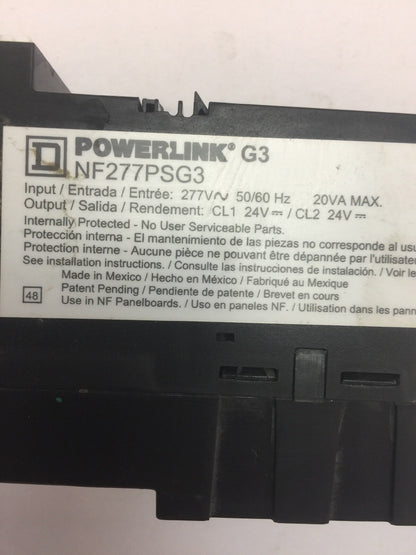 POWERLINK® G3
NF277PSG3
Input / Entrada / Entrée: 277V∿ 50/60 Hz 20VA MAX.
Output / Salida / Rendement: CL1 24V⎓ / CL2 24V⎓
Internally Protected - No User Serviceable Parts.
Protección interna - El mantenimiento de las piezas no corresponde al
Protection interne - Aucune pièce ne pouvant être dépannée par l'utilisateu
See installation instructions. / Consulte las instrucciones de instalación. / Voir le
Made in Mexico / Hecho en México / Fabriqué au Mexique
48 Patent Pending / Pendiente de patente / Brevet en cours
Use in NF Panelboards. / Uso en paneles NF. / Utilisation dans les